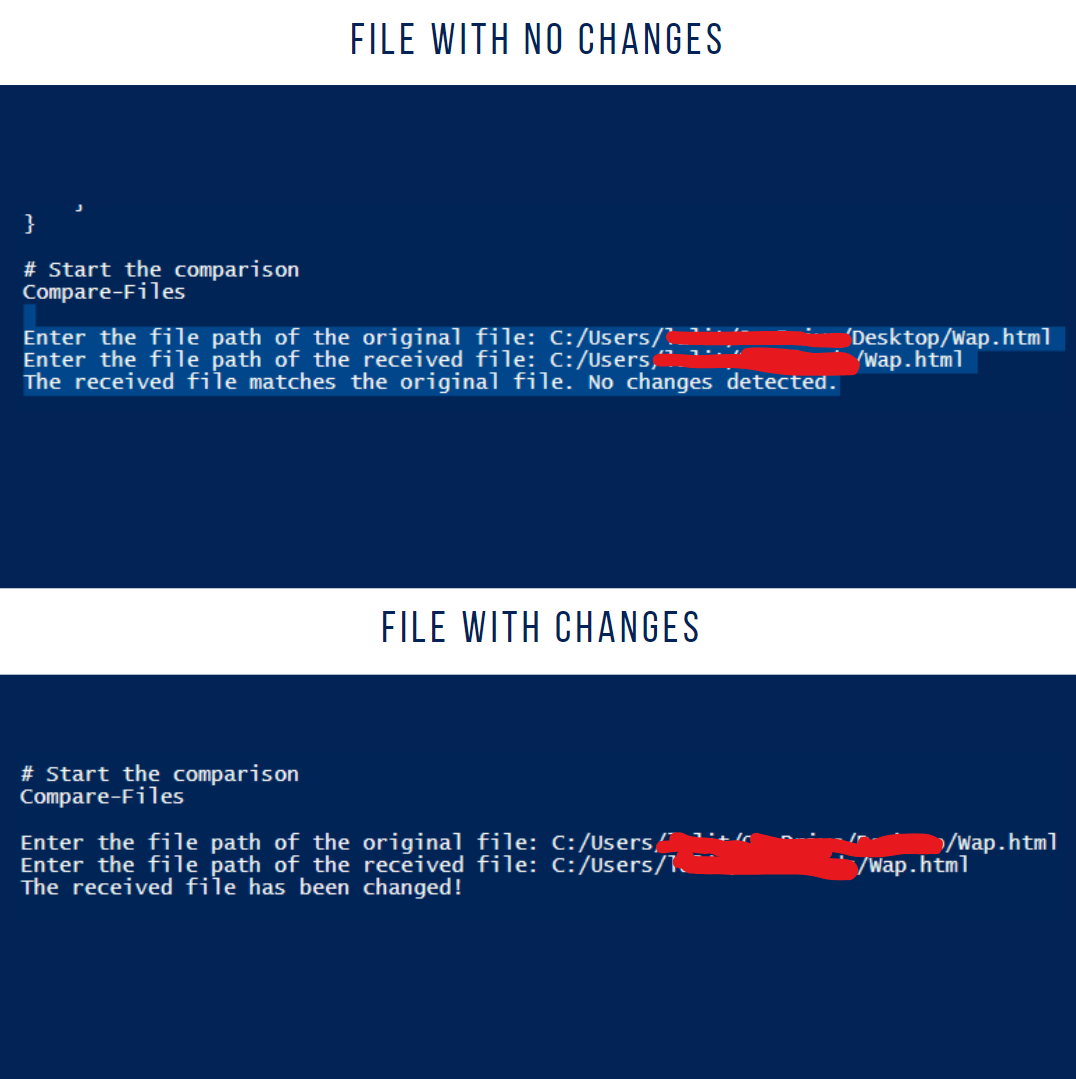 FILE WITH NO CHANGES
}
}
# Start the comparison
Compare-Files
Enter the file path of the original file: C:/Users/ /Desktop/Wap.html
Enter the file path of the received file: C:/Users/ /Wap.html
The received file matches the original file. No changes detected.
FILE WITH CHANGES
# Start the comparison
Compare-Files
Enter the file path of the original file: C:/Users/ /Wap.html
Enter the file path of the received file: C:/Users/ /Wap.html
The received file has been changed!